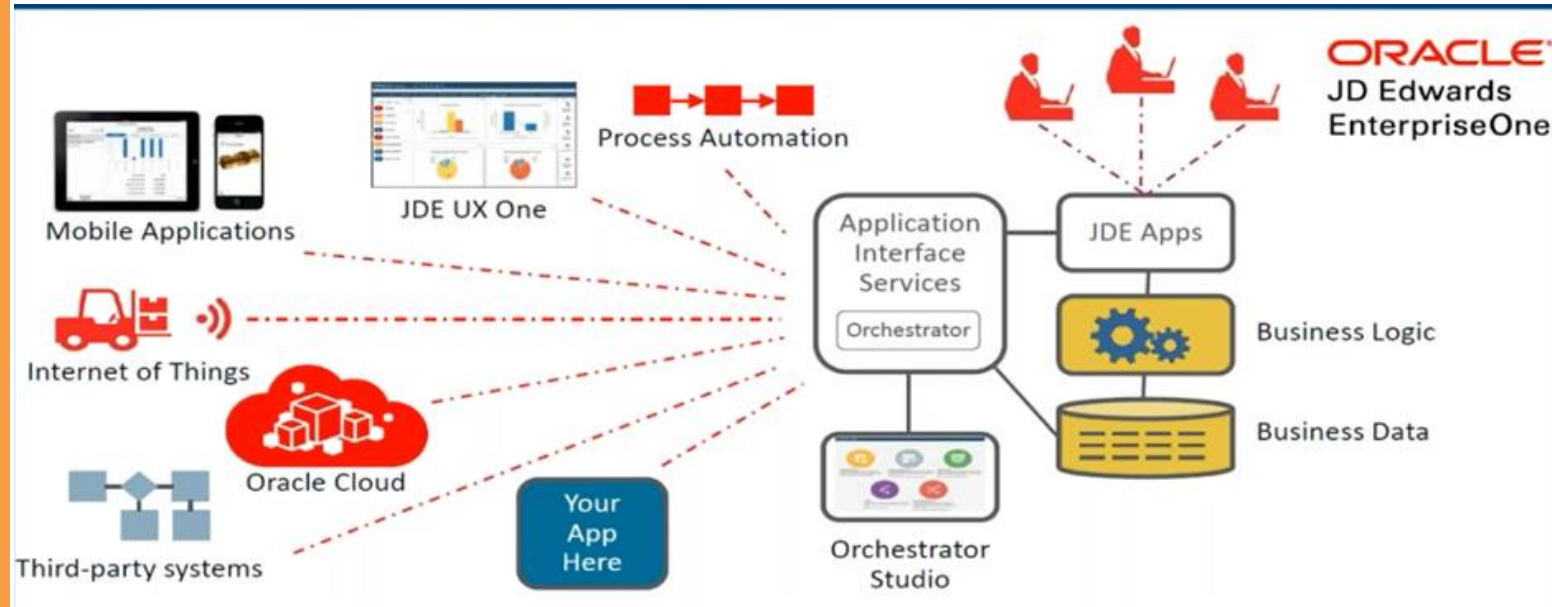 ORACLE
JD Edwards
EnterpriseOne
Process Automation
JDE UX One
Mobile Applications
Application
Interface
Services
Orchestrator
JDE Apps
Business Logic
Internet of Things
Business Data
Oracle Cloud
Your
App
Here
Orchestrator
Studio
Third-party systems